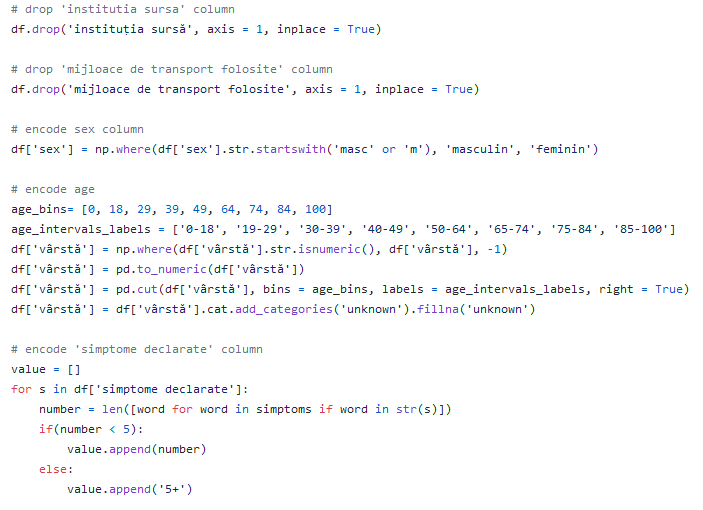 # drop 'institutia sursa' column
df.drop('instituția sursă', axis = 1, inplace = True)
# drop 'mijloace de transport folosite' column
df.drop('mijloace de transport folosite', axis = 1, inplace = True)
# encode sex column
df['sex'] = np.where(df['sex'].str.startswith('masc' or 'm'), 'masculin', 'feminin')
# encode age
age_bins= [0, 18, 29, 39, 49, 64, 74, 84, 100]
age_intervals_labels = ['0-18', '19-29', '30-39', '40-49', '50-64', '65-74', '75-84', '85-100']
df['vârstă'] = np.where(df['vârstă'].str.isnumeric(), df['vârstă'], -1)
df['vârstă'] = pd.to_numeric(df['vârstă'])
df['vârstă'] = pd.cut(df['vârstă'], bins = age_bins, labels = age_intervals_labels, right = True)
df['vârstă'] = df['vârstă'].cat.add_categories('unknown').fillna('unknown')
# encode 'simptome declarate' column
value = []
for s in df['simptome declarate']:
    number = len([word for word in simptoms if word in str(s)])
    if(number < 5):
        value.append(number)
    else:
        value.append('5+')